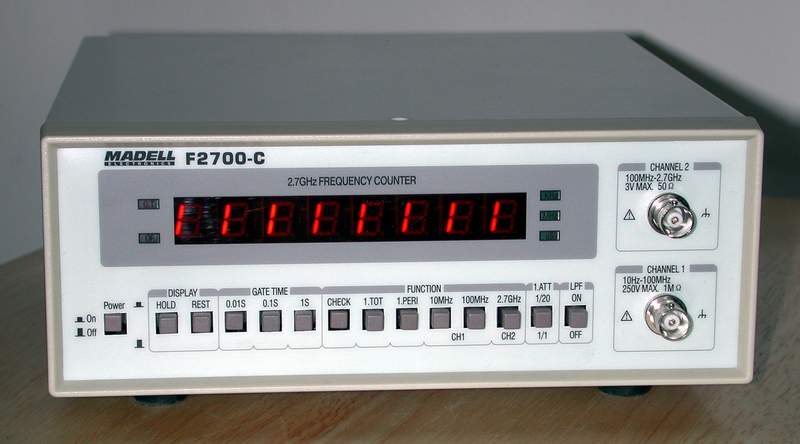 MADELL
ELECTRONICS
F2700-C
2.7GHz FREQUENCY COUNTER
CHANNEL 2
100MHz-2.7GHz
3V MAX. 50 Ω
CHANNEL 1
10Hz-100MHz
250V MAX. 1M Ω
Power
On
Off
DISPLAY
HOLD REST
GATE TIME
0.01S 0.1S 1S
FUNCTION
CHECK 1.TOT 1.PERI 10MHz 100MHz 2.7GHz
CH1 CH2
1.ATT
1/20
1/1
LPF
ON
OFF